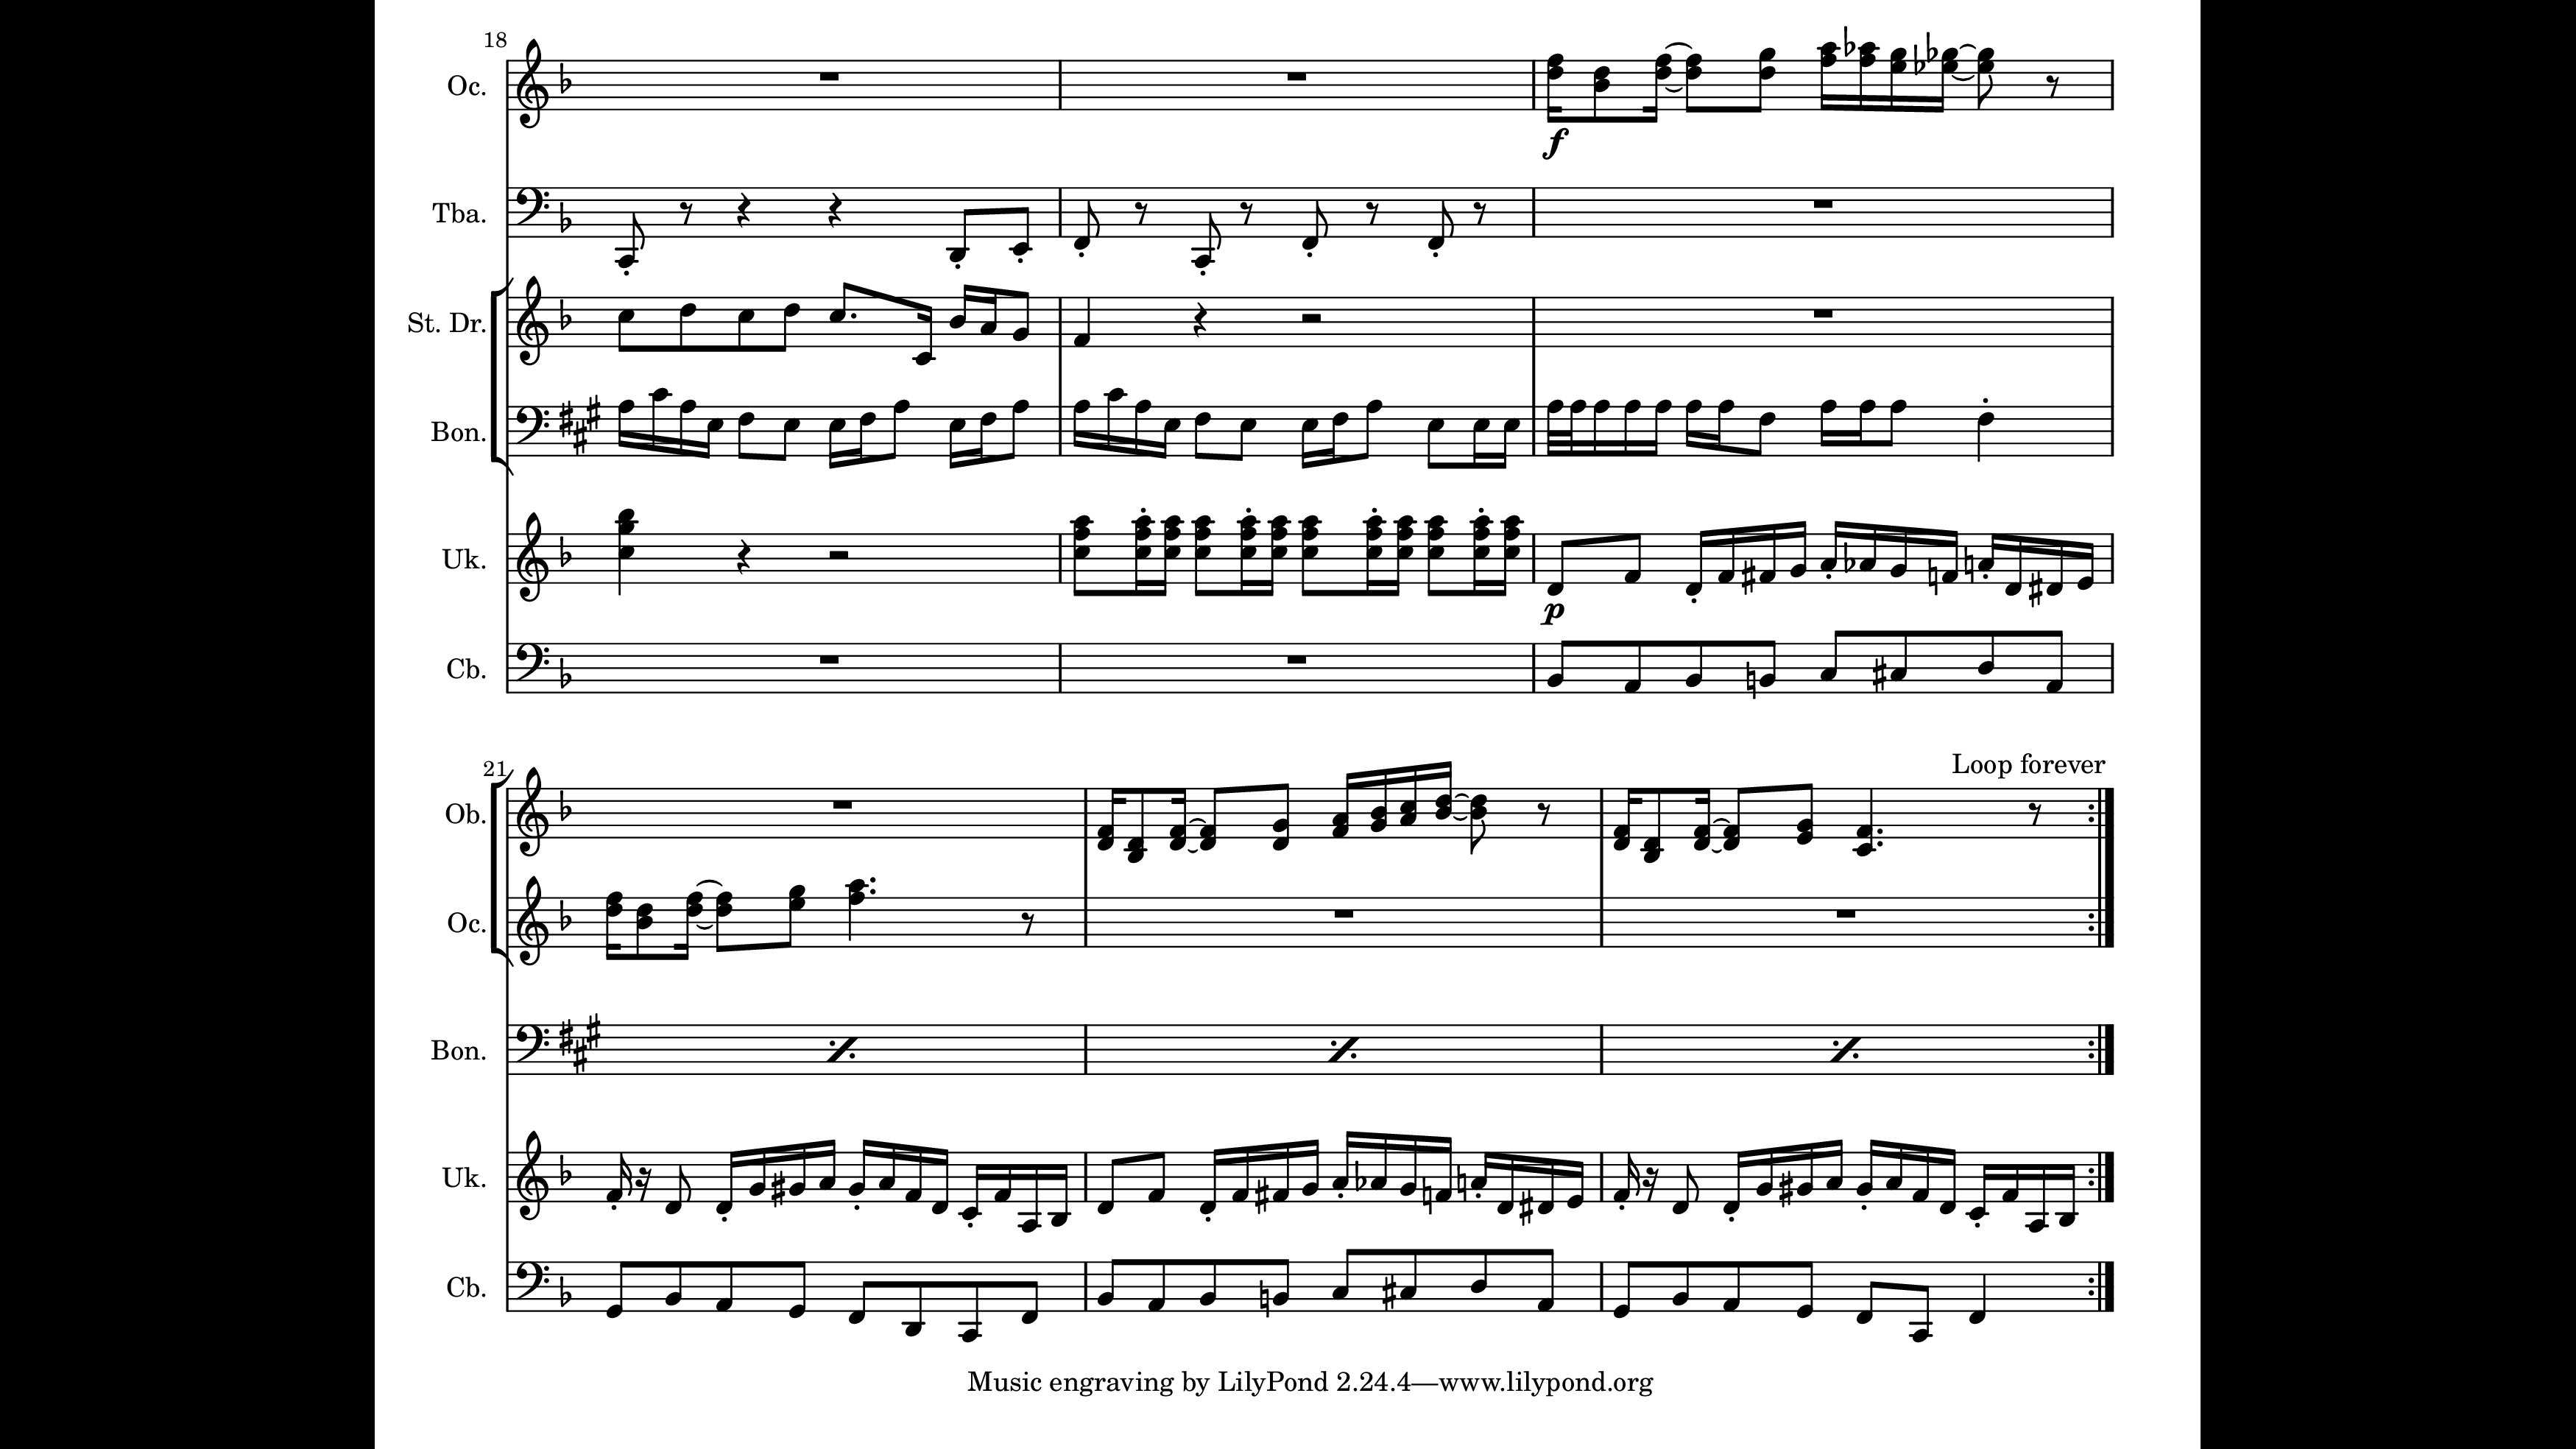 18
Oc.
f
Tba.
St. Dr.
Bon.
Uk.
p
Cb.
21
Loop forever
Ob.
Oc.
Bon.
Uk.
Cb.
Music engraving by LilyPond 2.24.4—www.lilypond.org